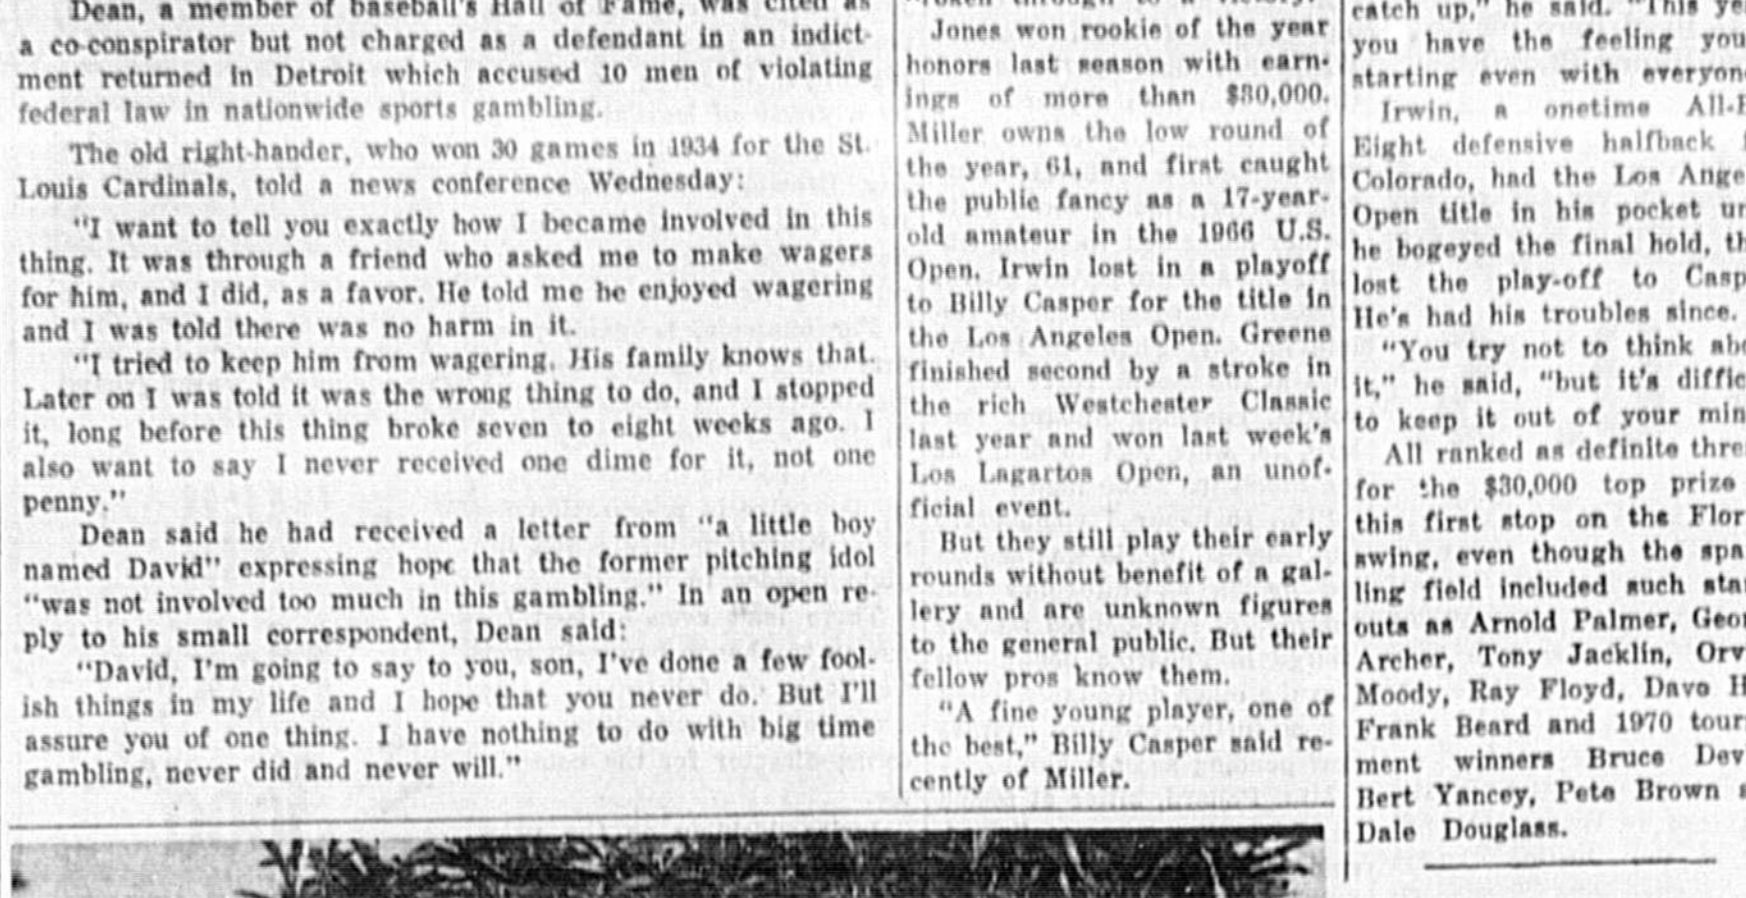 Dean, a member of baseball's Hall of Fame, was cited as
a co-conspirator but not charged as a defendant in an indict-
ment returned in Detroit which accused 10 men of violating
federal law in nationwide sports gambling.
The old right-hander, who won 30 games in 1934 for the St.
Louis Cardinals, told a news conference Wednesday:
"I want to tell you exactly how I became involved in this
thing. It was through a friend who asked me to make wagers
for him, and I did, as a favor. He told me he enjoyed wagering
and I was told there was no harm in it.
"I tried to keep him from wagering. His family knows that.
Later on I was told it was the wrong thing to do, and I stopped
it, long before this thing broke seven to eight weeks ago. I
also want to say I never received one dime for it, not one
penny."
Dean said he had received a letter from "a little boy
named David" expressing hope that the former pitching idol
"was not involved too much in this gambling." In an open re-
ply to his small correspondent, Dean said:
"David, I'm going to say to you, son, I've done a few fool-
ish things in my life and I hope that you never do. But I'll
assure you of one thing. I have nothing to do with big time
gambling, never did and never will."
Jones won rookie of the year
honors last season with earn-
ings of more than $80,000.
Miller owns the low round of
the year, 61, and first caught
the public fancy as a 17-year-
old amateur in the 1966 U.S.
Open. Irwin lost in a playoff
to Billy Casper for the title in
the Los Angeles Open. Greene
finished second by a stroke in
the rich Westchester Classic
last year and won last week's
Los Lagartos Open, an unof-
ficial event.
But they still play their early
rounds without benefit of a gal-
lery and are unknown figures
to the general public. But their
fellow pros know them.
"A fine young player, one of
the best," Billy Casper said re-
cently of Miller.
catch up," he said. "This
you have the feeling
starting even with
Irwin, a onetime
Eight defensive halfback
Colorado, had the Los
Open title in his pocket
he bogeyed the final hold,
lost the play-off to
He's had his troubles since.
"You try not to think
it," he said, "but it's
to keep it out of your
All ranked as definite
for the $30,000 top prize
this first stop on the
swing, even though the
ling field included such
outs as Arnold Palmer,
Archer, Tony Jacklin,
Moody, Ray Floyd, Dave
Frank Beard and 1970
ment winners Bruce
Bert Yancey, Pete Brown
Dale Douglass.